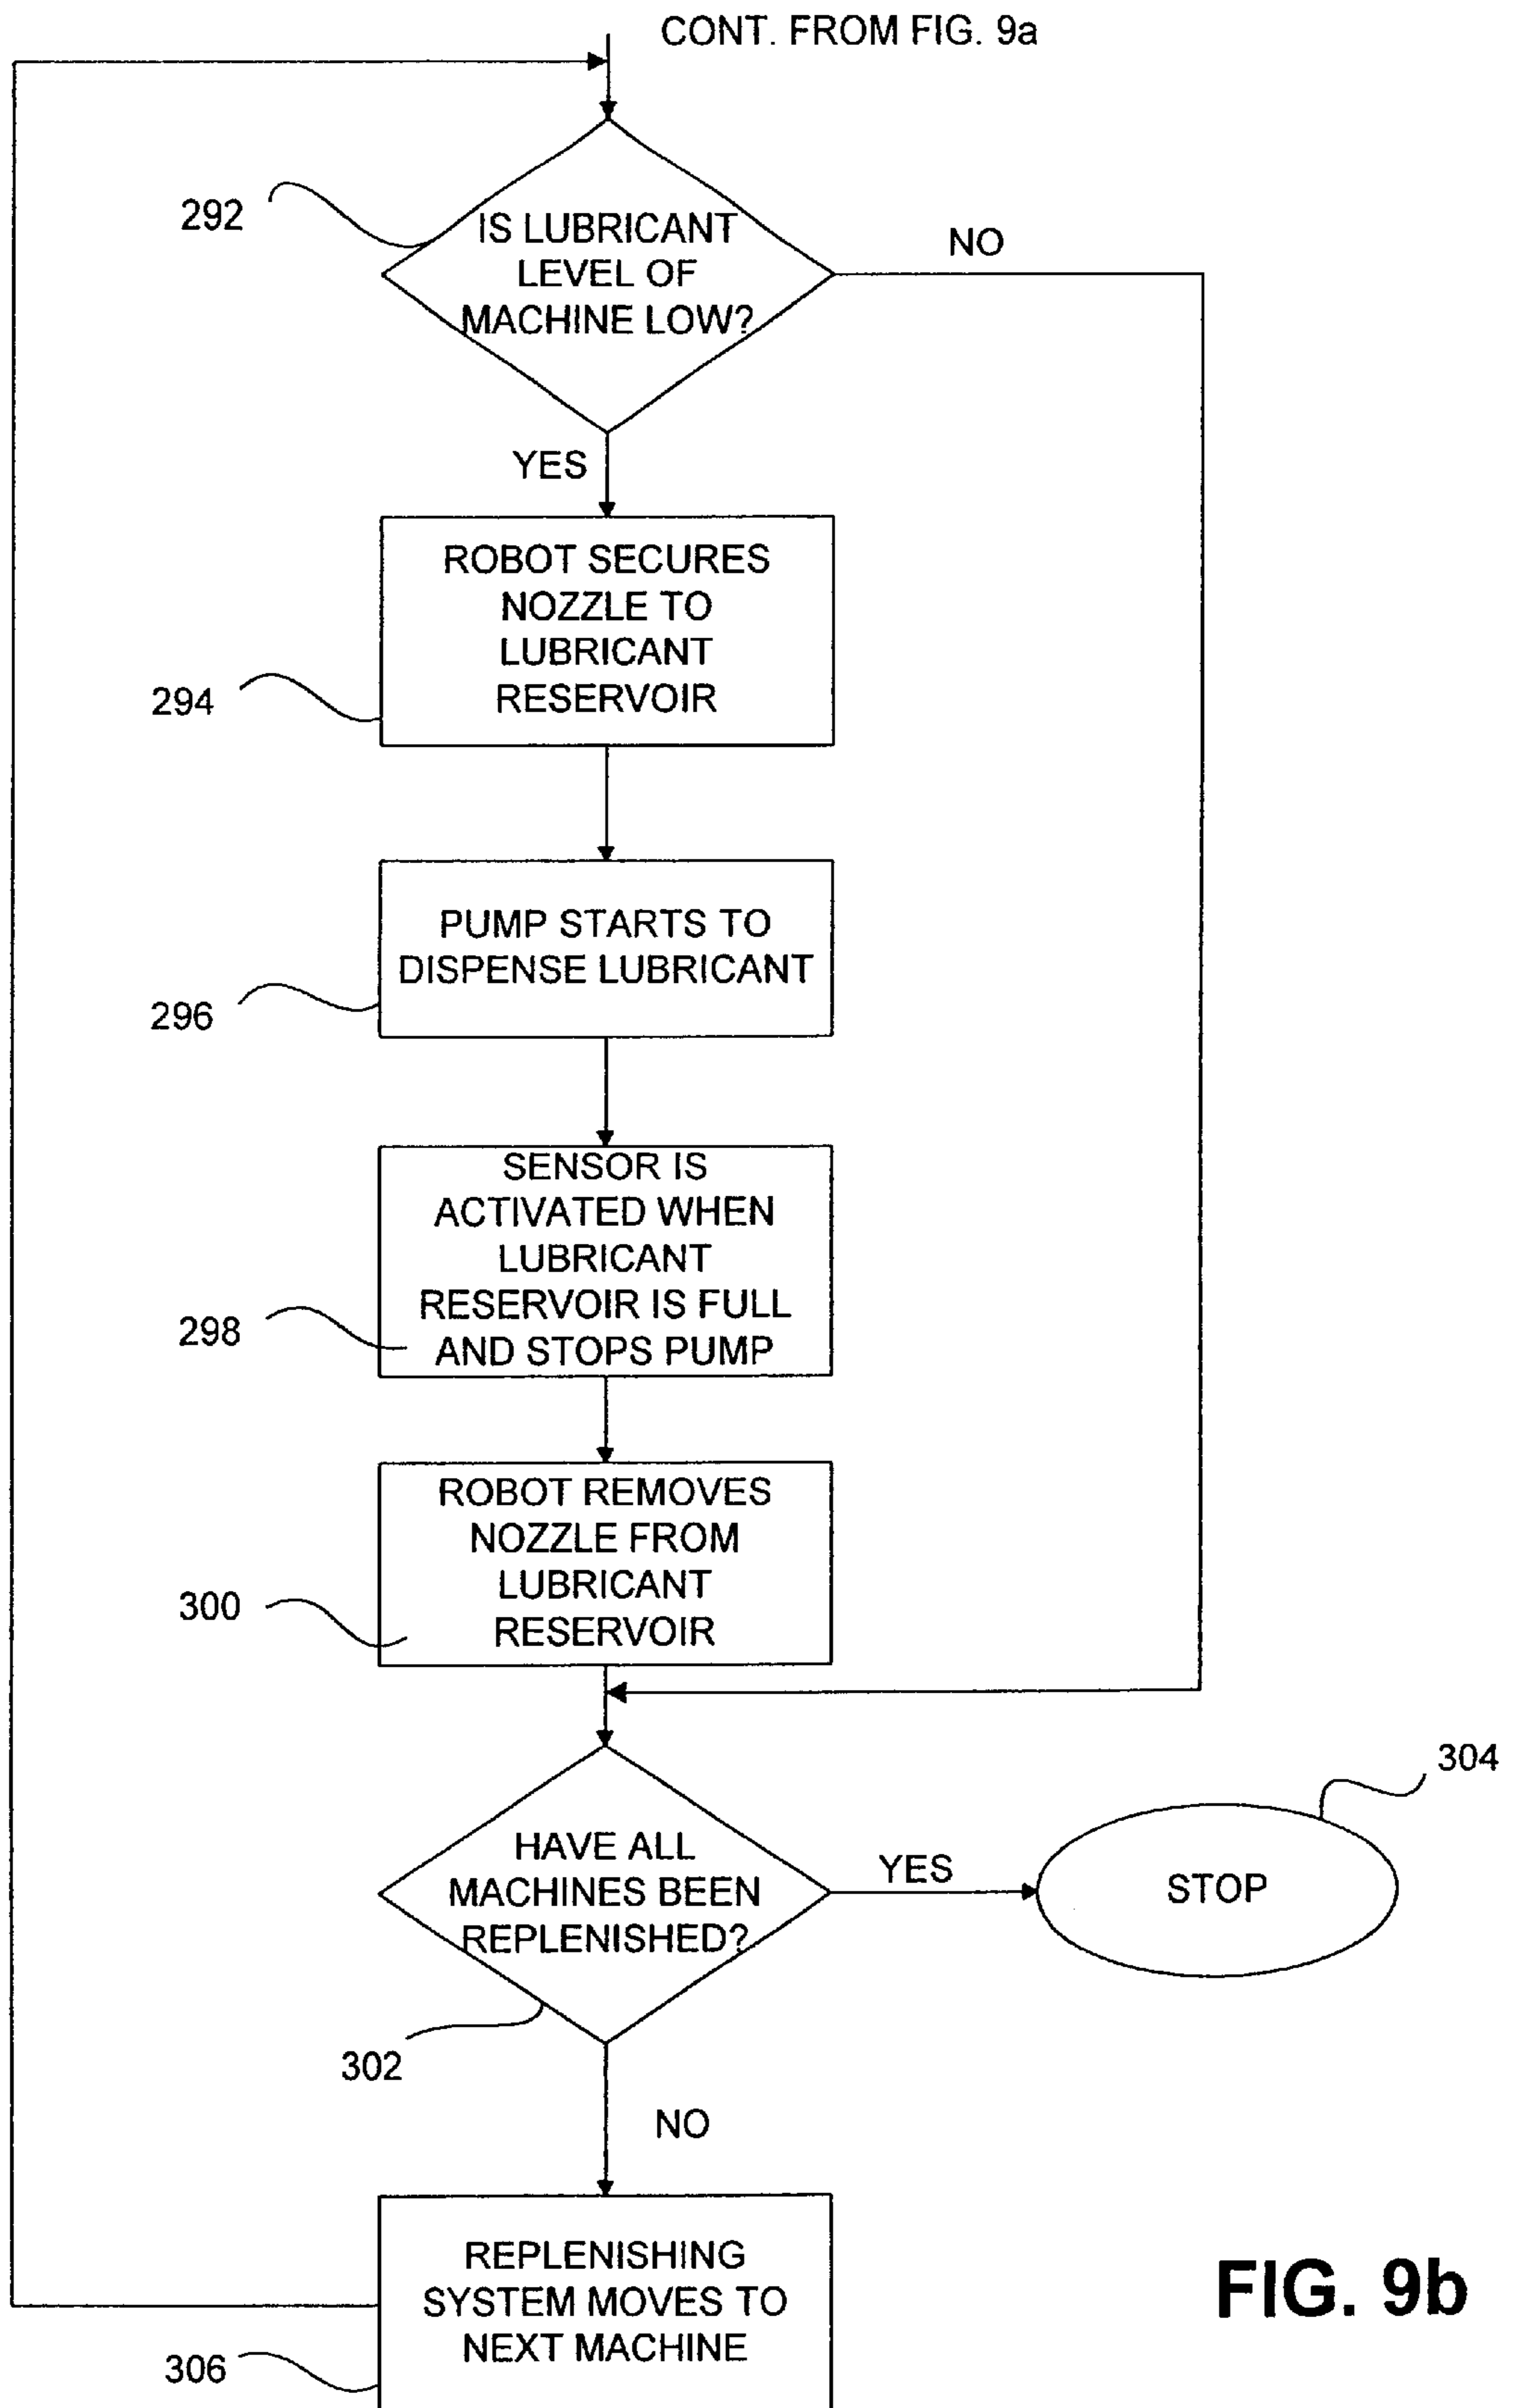 CONT. FROM FIG. 9a
292
IS LUBRICANT
LEVEL OF
MACHINE LOW?
NO
YES
ROBOT SECURES
NOZZLE TO
LUBRICANT
RESERVOIR
294
PUMP STARTS TO
DISPENSE LUBRICANT
296
SENSOR IS
ACTIVATED WHEN
LUBRICANT
RESERVOIR IS FULL
AND STOPS PUMP
298
ROBOT REMOVES
NOZZLE FROM
LUBRICANT
RESERVOIR
300
HAVE ALL
MACHINES BEEN
REPLENISHED?
302
YES
STOP
304
NO
REPLENISHING
SYSTEM MOVES TO
NEXT MACHINE
306
FIG. 9b